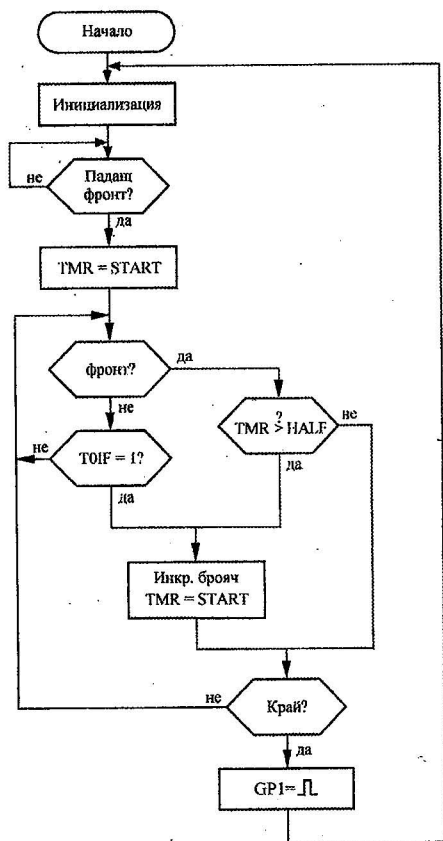 Начало
Инициализация
не
Падащ
фронт?
да
TMR = START
фронт?
да
не
?
TMR > HALF
не
не
T0IF = 1?
да
да
Инкр. брояч
TMR = START
не
Край?
да
GP1=